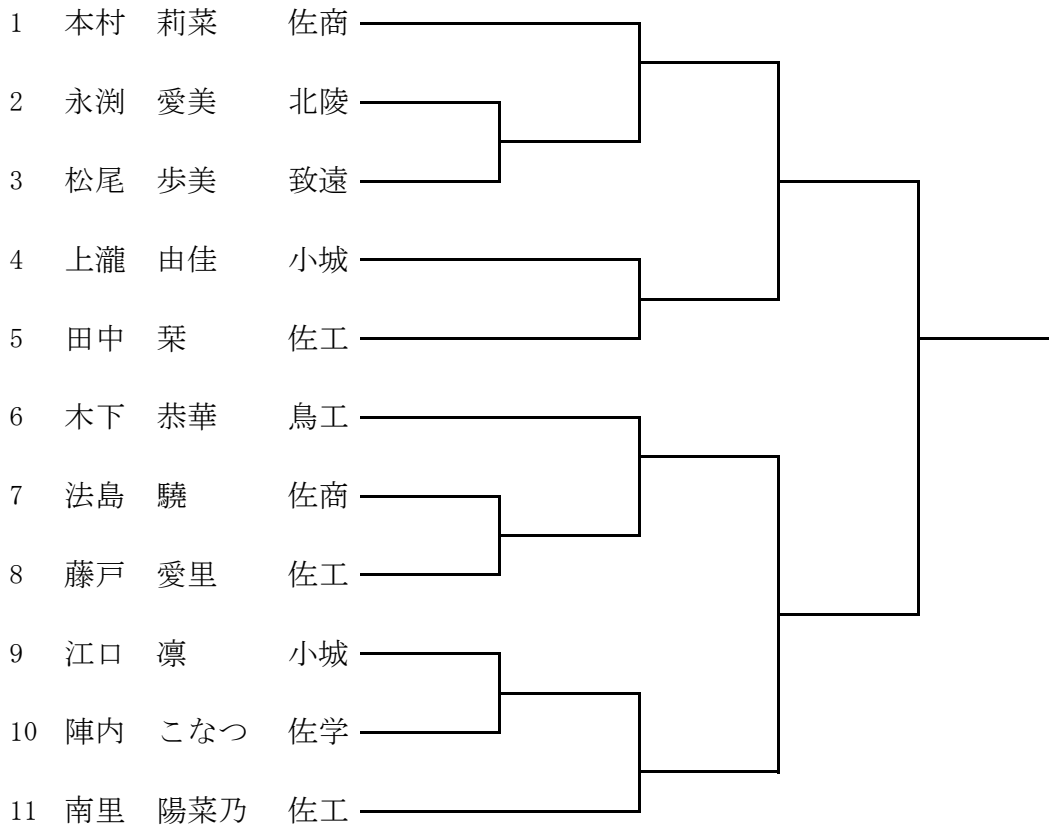 1 本村 莉菜 佐商
2 永渕 愛美 北陵
3 松尾 歩美 致遠
4 上瀧 由佳 小城
5 田中 栞 佐工
6 木下 恭華 鳥工
7 法島 驍 佐商
8 藤戸 愛里 佐工
9 江口 凛 小城
10 陣内 こなつ 佐学
11 南里 陽菜乃 佐工